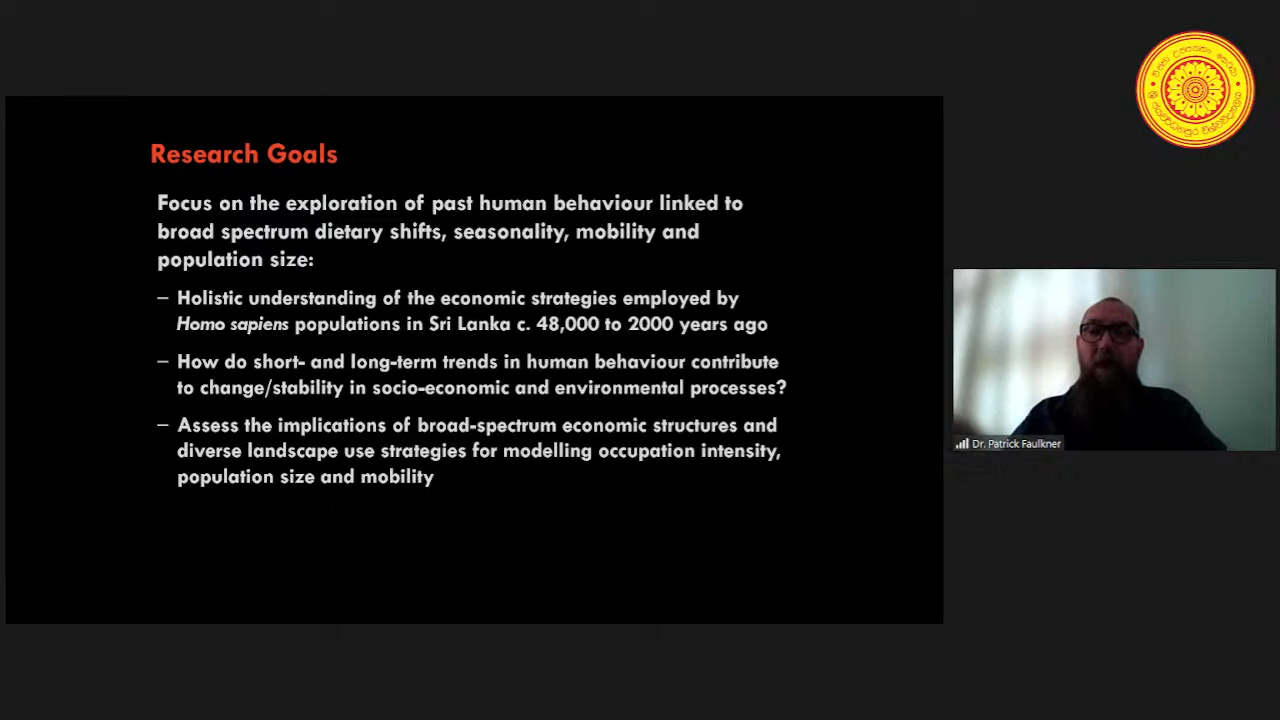 Research Goals
Focus on the exploration of past human behaviour linked to
broad spectrum dietary shifts, seasonality, mobility and
population size:
– Holistic understanding of the economic strategies employed by
Homo sapiens populations in Sri Lanka c. 48,000 to 2000 years ago
– How do short- and long-term trends in human behaviour contribute
to change/stability in socio-economic and environmental processes?
– Assess the implications of broad-spectrum economic structures and
diverse landscape use strategies for modelling occupation intensity,
population size and mobility
Dr. Patrick Faulkner